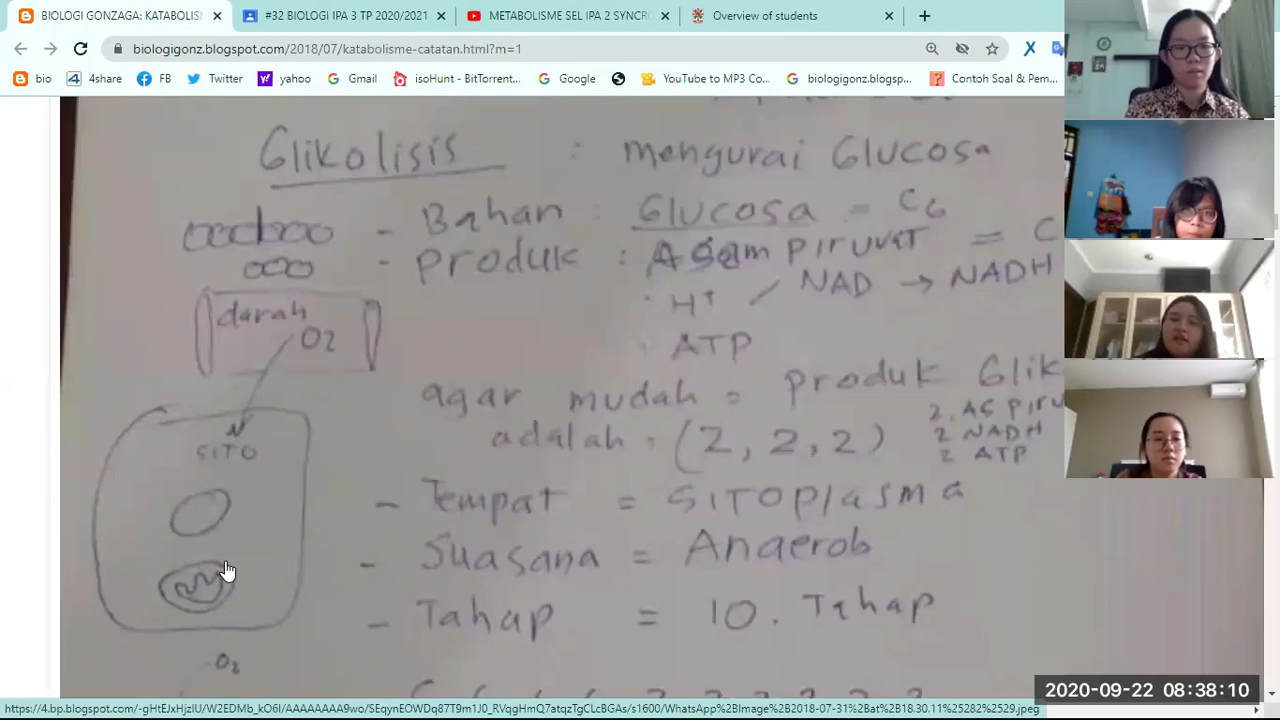 BIOLOGI GONZAGA: KATABOLISM
#32 BIOLOGI IPA 3 TP 2020/2021
METABOLISME SEL IPA 2 SYNCRO
Overview of students
biologigonz.blogspot.com/2018/07/katabolisme-catatan.html?m=1
bio
4share
FB
Twitter
yahoo
Gmail
isoHunt - BitTorrent...
Google
YouTube to MP3 Co...
biologigonz.blogsp...
Contoh Soal & Pem...
Glikolisis : mengurai Glucosa
- Bahan : Glucosa = C6
- Produk : Asam piruvat = C
H+ / NAD → NADH
ATP
darah
O2
agar mudah = Produk Glik
adalah : (2, 2, 2)
2. AS PIRU
2 NADH
2 ATP
SITO
- Tempat = SITOPlasma
- Suasana = Anaerob
- Tahap = 10. Tahap
O2
2020-09-22 08:38:10